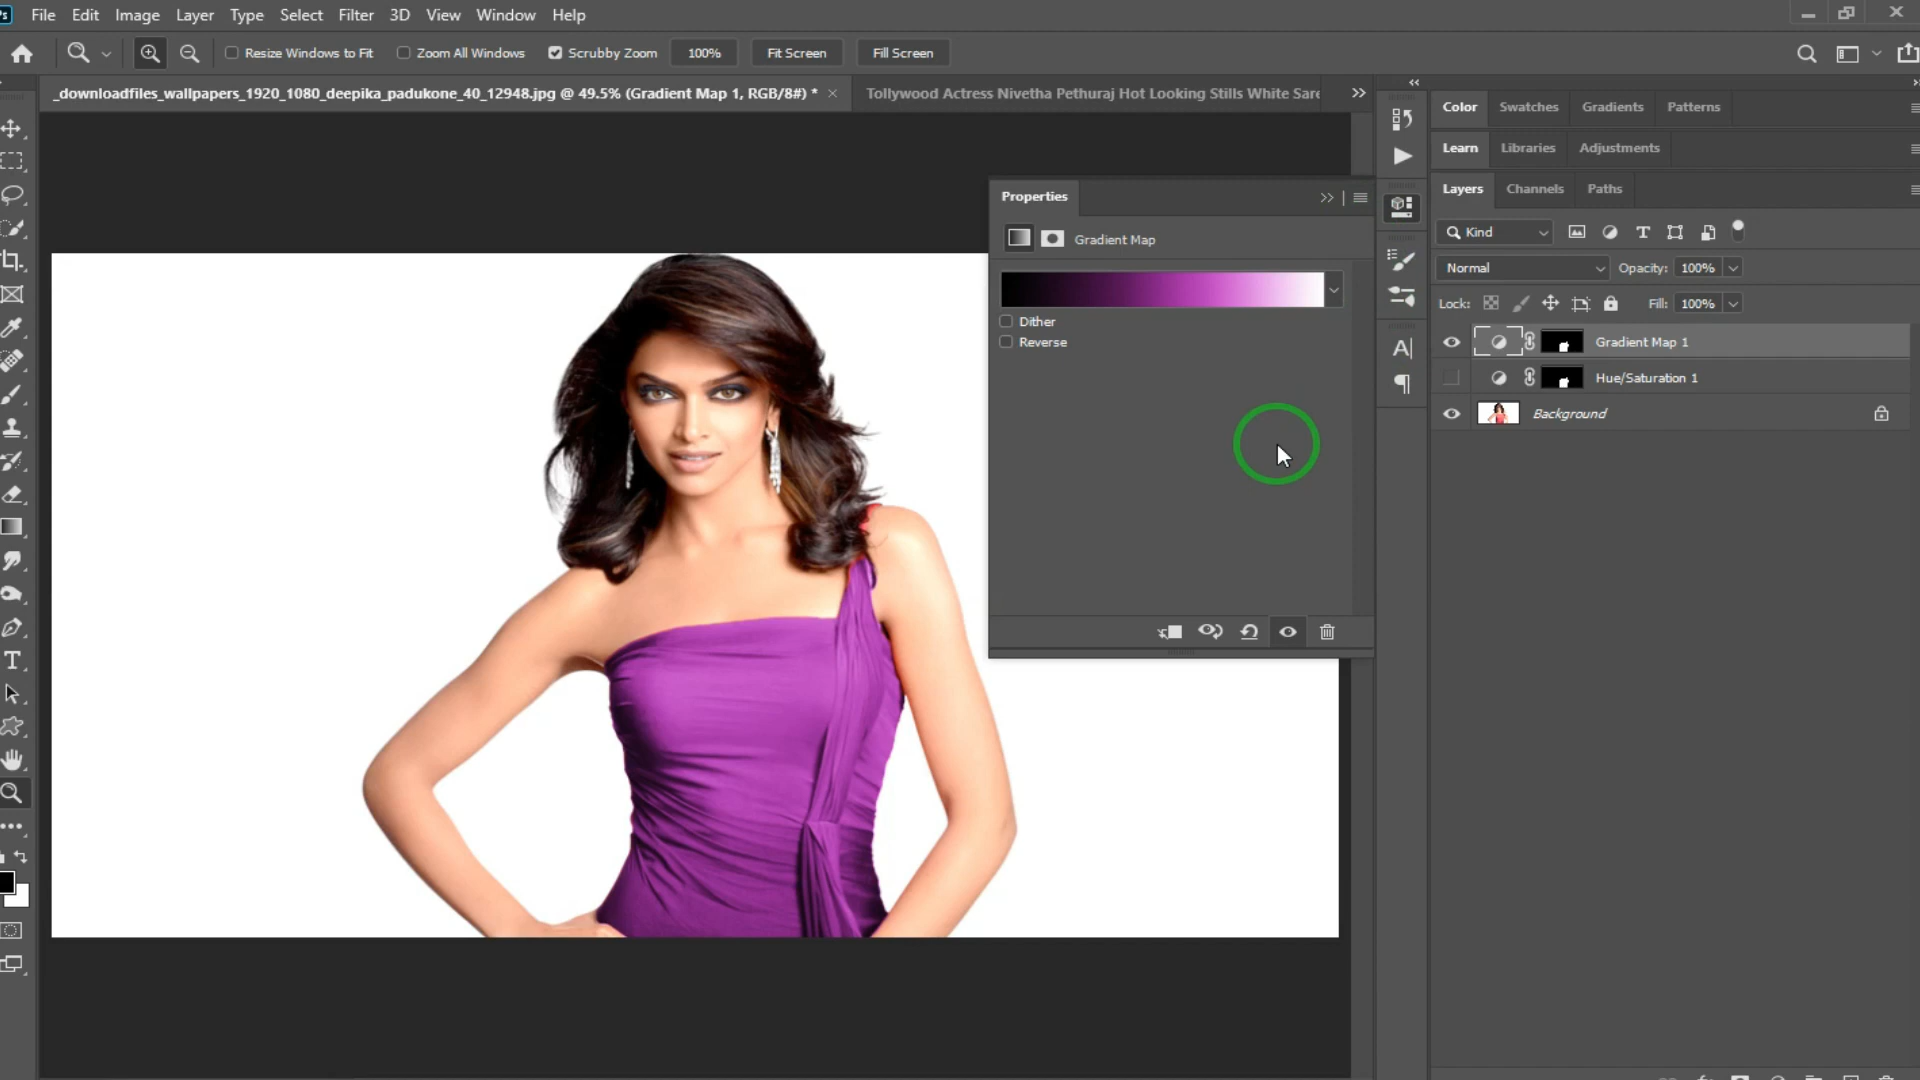 Ps File Edit Image Layer Type Select Filter 3D View Window Help
Resize Windows to Fit Zoom All Windows Scrubby Zoom 100% Fit Screen Fill Screen
_downloadfiles_wallpapers_1920_1080_deepika_padukone_40_12948.jpg @ 49.5% (Gradient Map 1, RGB/8#) * Tollywood Actress Nivetha Pethuraj Hot Looking Stills White Sare
Color Swatches Gradients Patterns
Learn Libraries Adjustments
Layers Channels Paths
Properties
Kind
Gradient Map
Normal Opacity: 100%
Lock: Fill: 100%
Dither
Reverse
Gradient Map 1
Hue/Saturation 1
Background